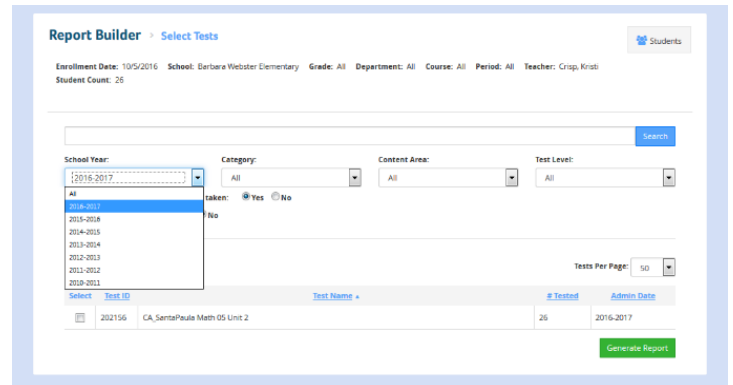 Report Builder > Select Tests
Students
Enrollment Date: 10/5/2016 School: Barbara Webster Elementary Grade: All Department: All Course: All Period: All Teacher: Crisp, Kristi
Student Count: 26
Search
School Year: Category: Content Area: Test Level:
2016-2017 All All All
All
taken: Yes No
2016-2017
2015-2016
No
2014-2015
2013-2014
2012-2013
2011-2012
Tests Per Page: 50
2010-2011
Select Test ID Test Name # Tested Admin Date
202156 CA_SantaPaula Math 05 Unit 2 26 2016-2017
Generate Report